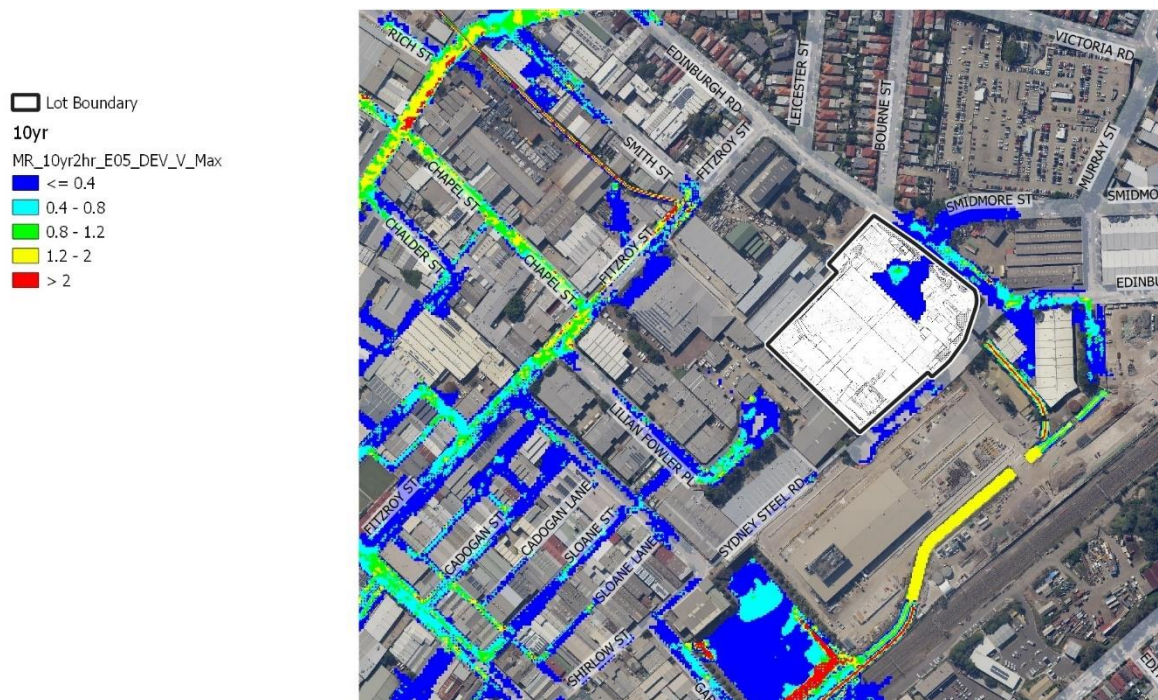 Lot Boundary
10yr
MR_10yr2hr_E05_DEV_V_Max
<= 0.4
0.4 - 0.8
0.8 - 1.2
1.2 - 2
> 2
RICH ST
EDINBURGH RD
LEICESTER ST
VICTORIA RD
BOURNE ST
MURRAY ST
SMITH ST
FITZROY ST
CHAPEL ST
SMIDMORE ST
SMIDMO
CHALDER ST
CHAPEL ST
FITZROY ST
EDINBU
LILIAN FOWLER PL
FITZROY ST
CADOGAN ST
CADOGAN LANE
SLOANE ST
SYDNEY STEEL RD
SLOANE LANE
SHIRLOW ST
GA
ED